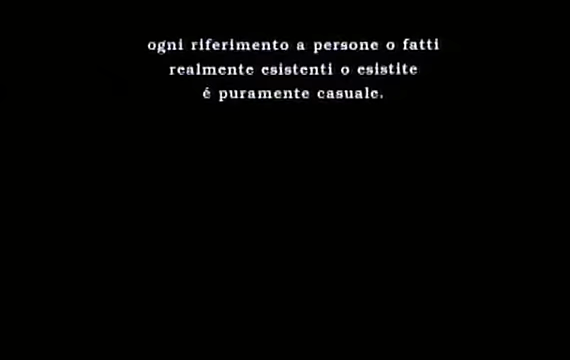 ogni riferimento a persone o fatti
realmente esistenti o esistite
é puramente casuale.